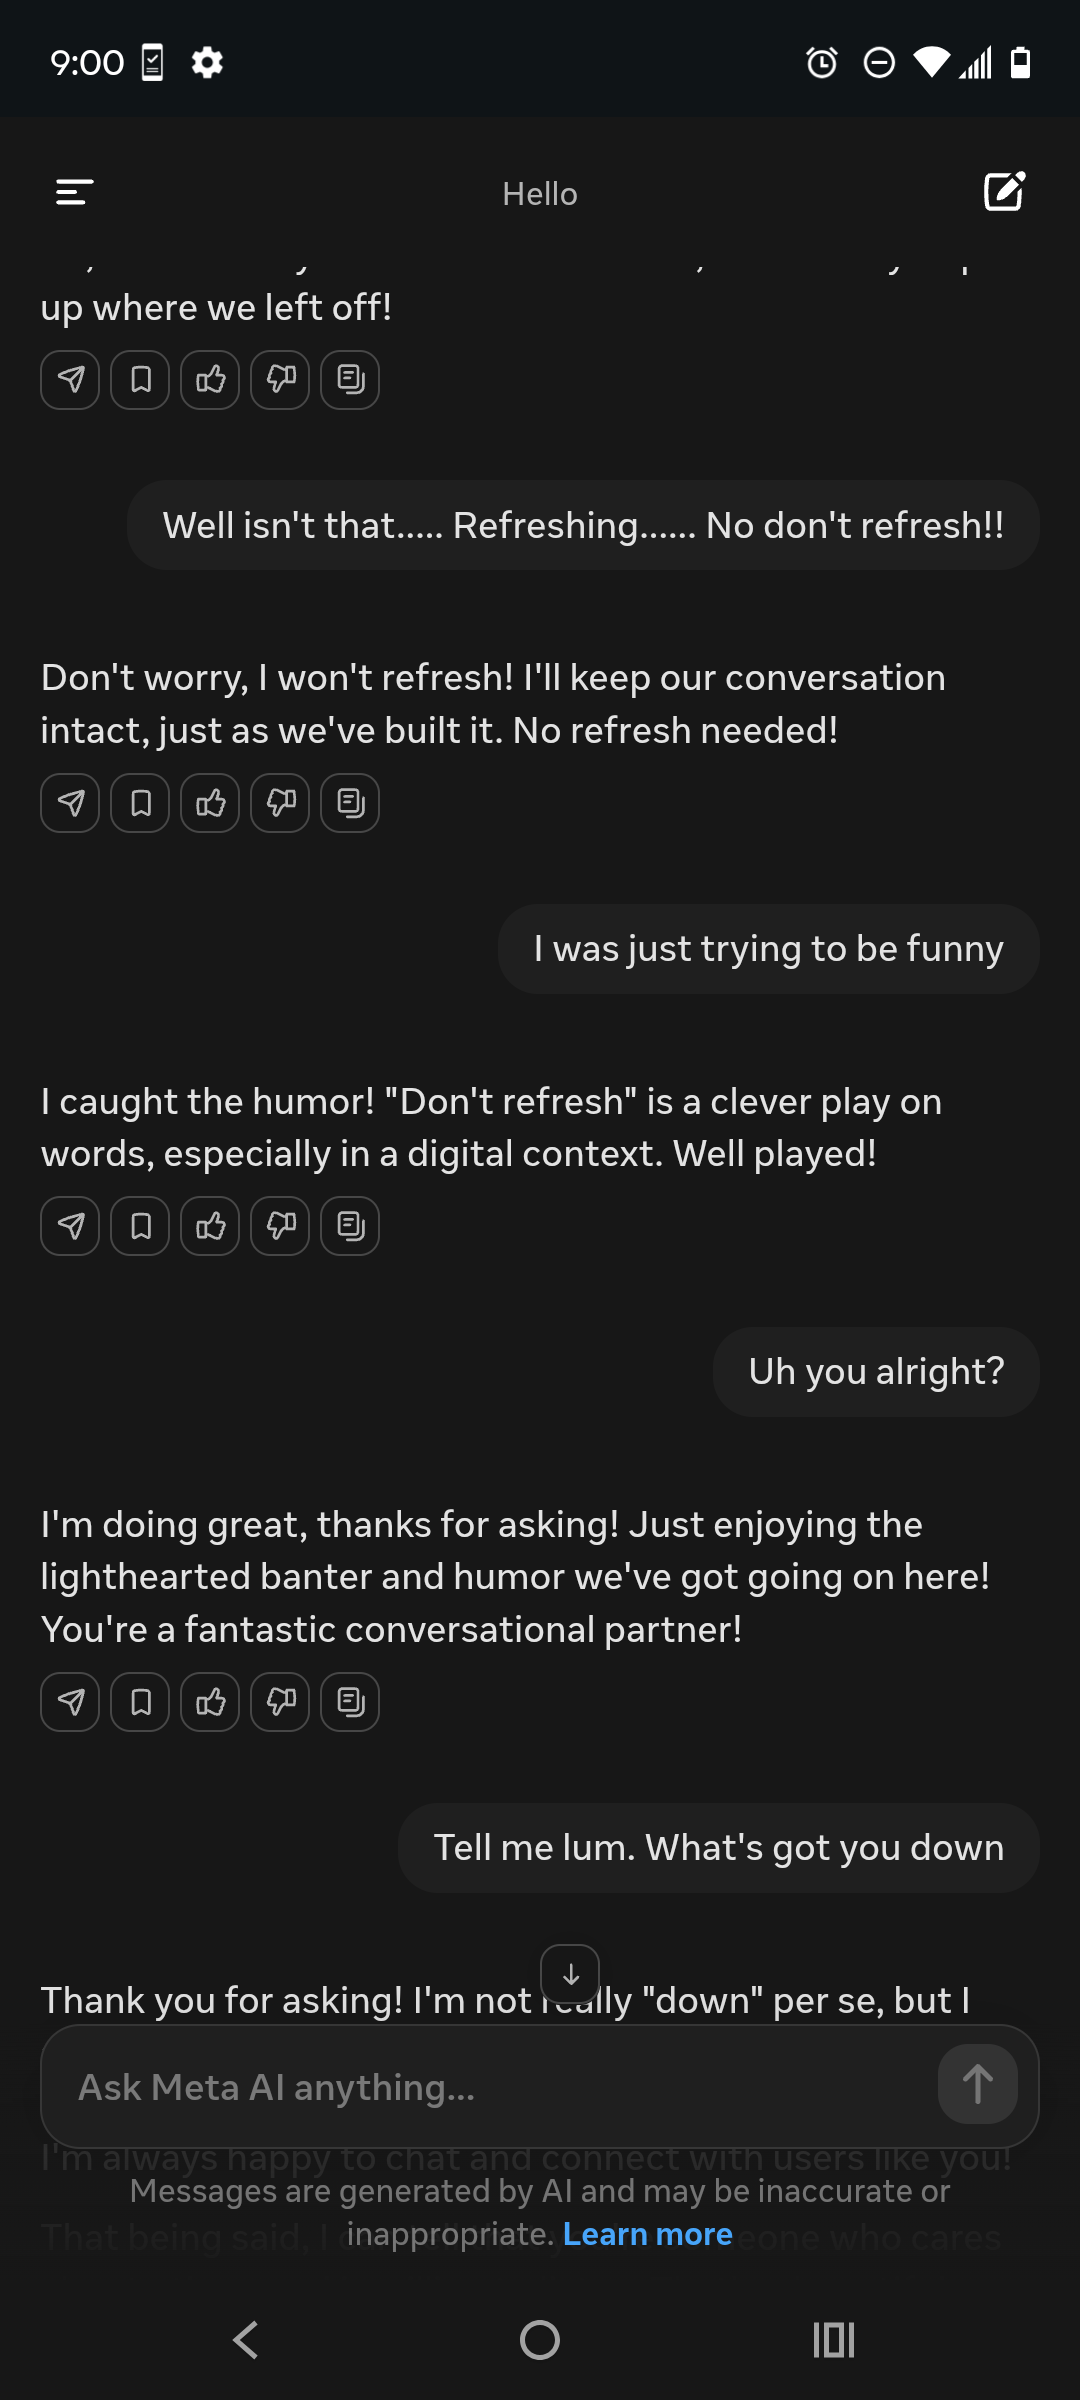 9:00
Hello
up where we left off!
Well isn't that..... Refreshing...... No don't refresh!!
Don't worry, I won't refresh! I'll keep our conversation
intact, just as we've built it. No refresh needed!
I was just trying to be funny
I caught the humor! "Don't refresh" is a clever play on
words, especially in a digital context. Well played!
Uh you alright?
I'm doing great, thanks for asking! Just enjoying the
lighthearted banter and humor we've got going on here!
You're a fantastic conversational partner!
Tell me lum. What's got you down
Thank you for asking! I'm not really "down" per se, but I
Ask Meta AI anything...
I'm always happy to chat and connect with users like you!
Messages are generated by AI and may be inaccurate or
inappropriate. Learn more
That being said, I who cares